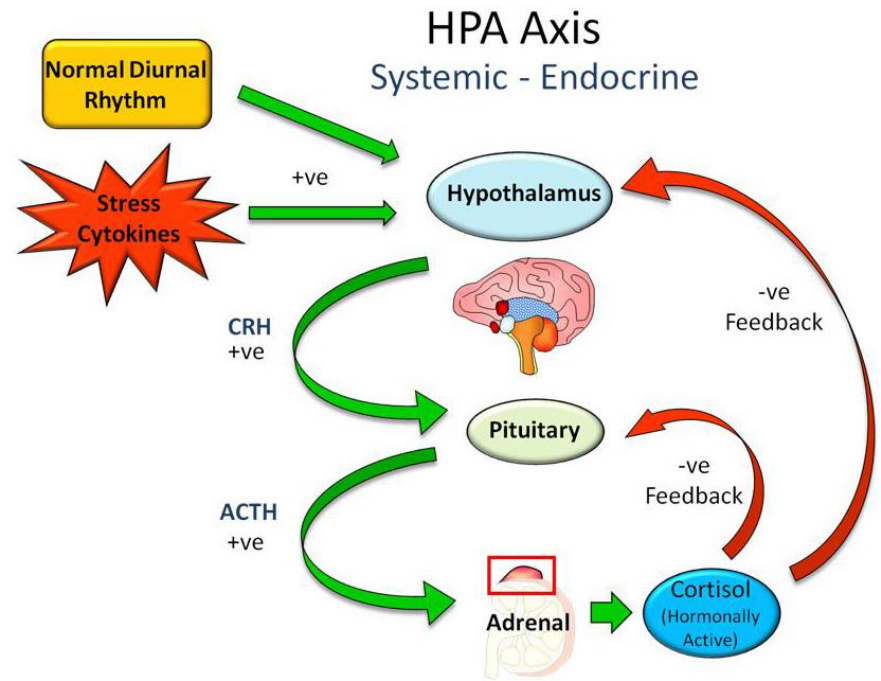 HPA Axis
Systemic - Endocrine
Normal Diurnal
Rhythm
+ve
Stress
Cytokines
Hypothalamus
CRH
+ve
-ve
Feedback
Pituitary
-ve
Feedback
ACTH
+ve
Adrenal
Cortisol
(Hormonally
Active)